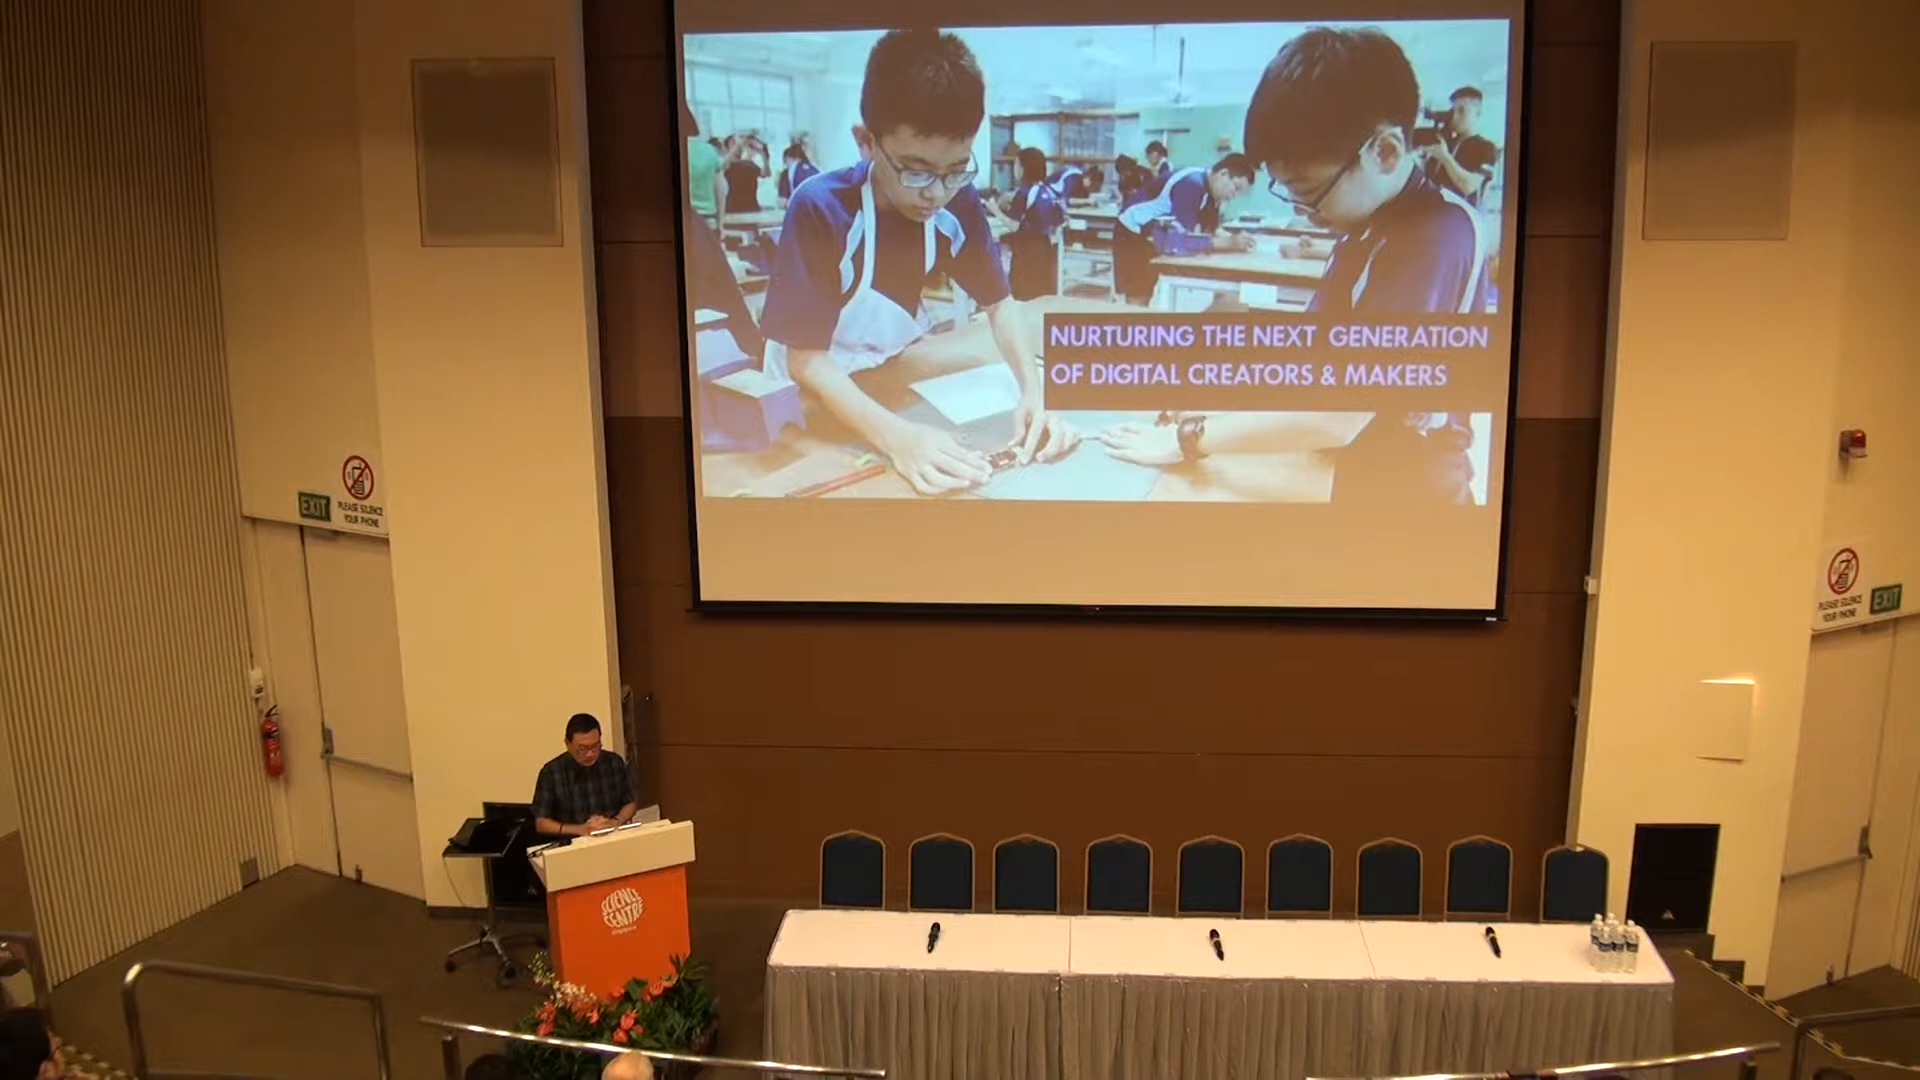 NURTURING THE NEXT GENERATION
OF DIGITAL CREATORS & MAKERS
EXIT
PLEASE SILENCE
YOUR PHONE
PLEASE SILENCE
YOUR PHONE
EXIT
SCIENCE
CENTRE